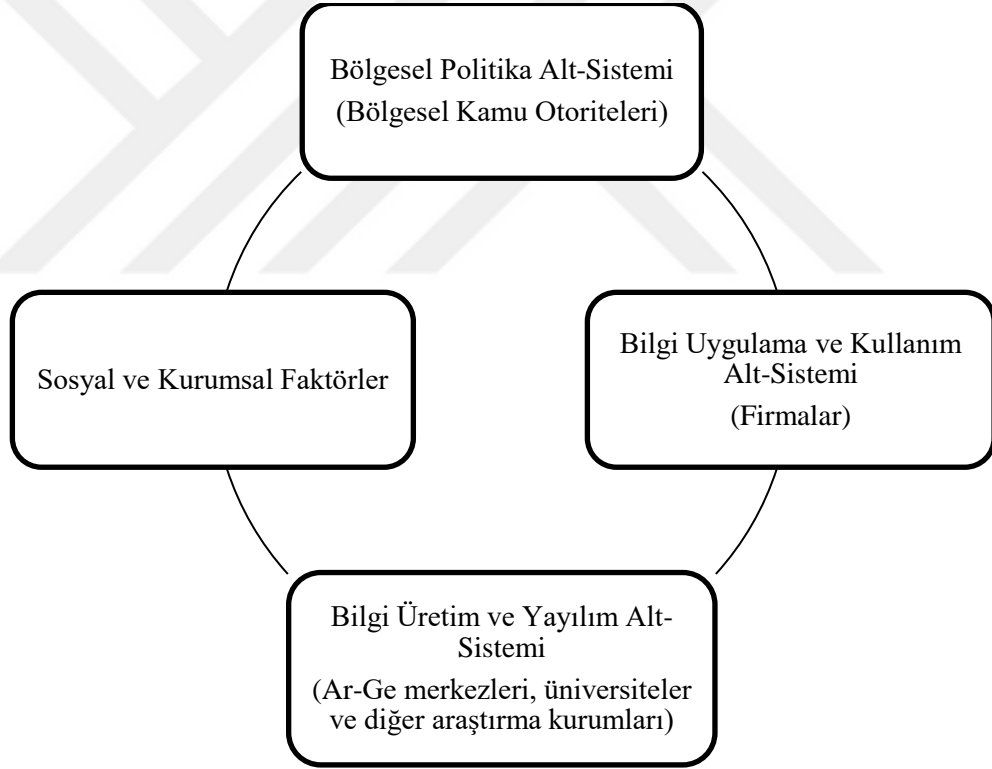 Bölgesel Politika Alt-Sistemi
(Bölgesel Kamu Otoriteleri)
Sosyal ve Kurumsal Faktörler
Bilgi Uygulama ve Kullanım
Alt-Sistemi
(Firmalar)
Bilgi Üretim ve Yayılım Alt-
Sistemi
(Ar-Ge merkezleri, üniversiteler
ve diğer araştırma kurumları)